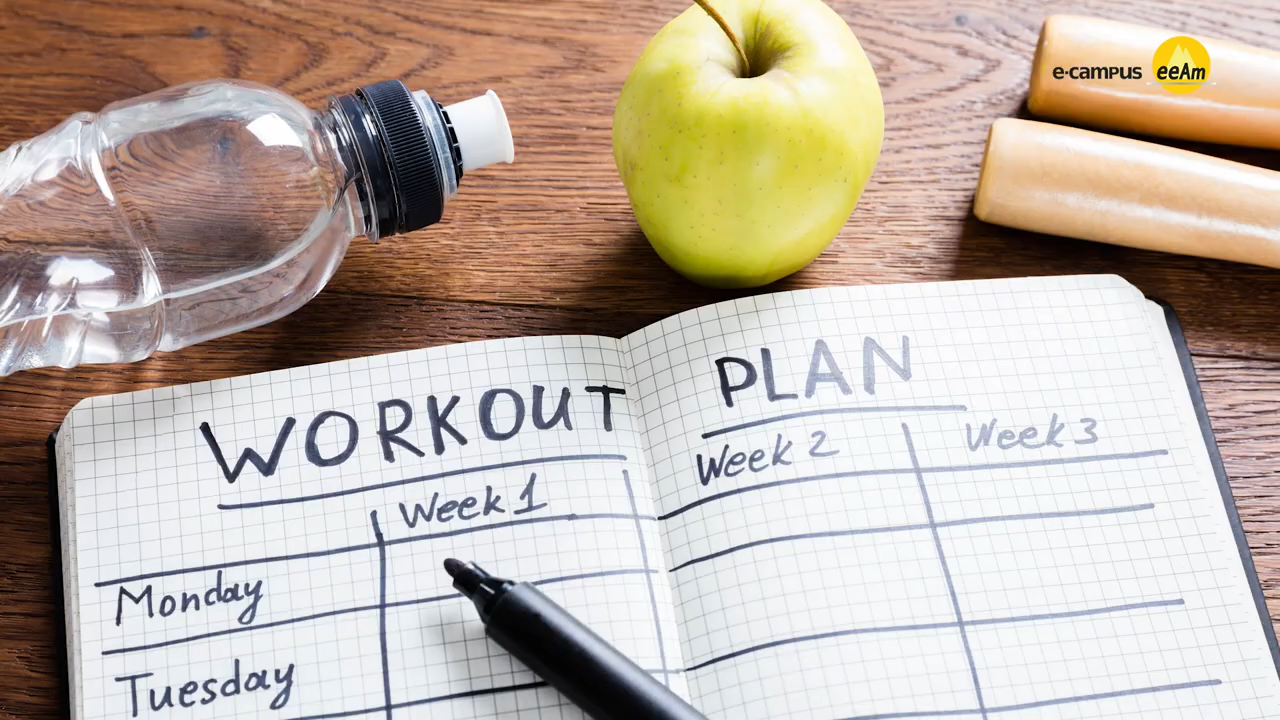 e-campus eeAm
WORKOUT PLAN
Week 1 Week 2 Week 3
Monday
Tuesday